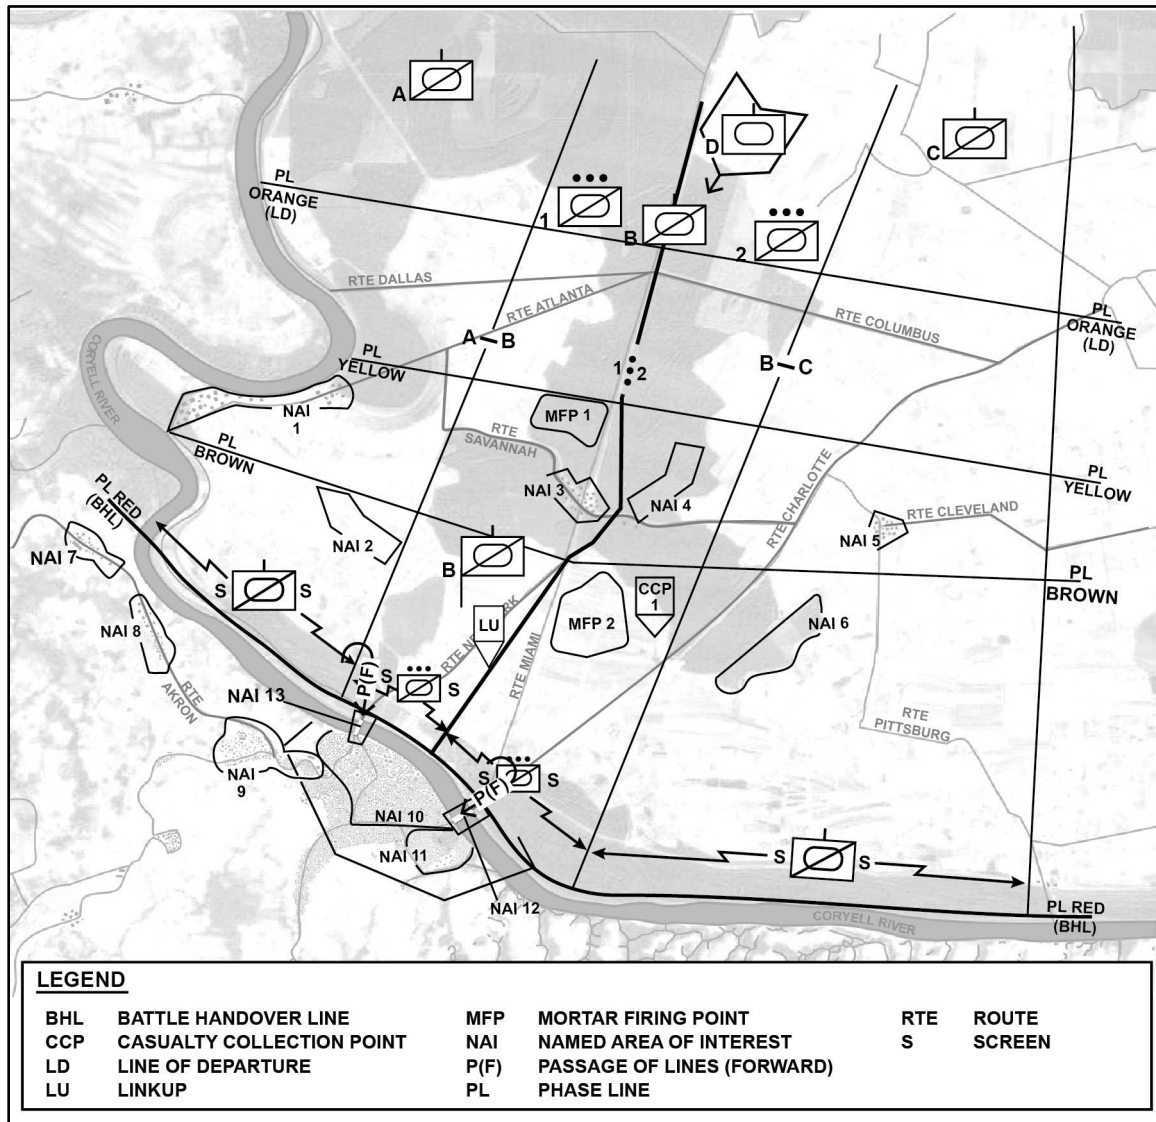 A
D
C
PL
ORANGE
(LD)
1
B
2
RTE DALLAS
RTE ATLANTA
RTE COLUMBUS
PL
ORANGE
(LD)
CORYELL RIVER
A B
B C
PL
YELLOW
1 2
NAI
1
MFP 1
RTE
SAVANNAH
PL
BROWN
RTE CHARLOTTE
PL
YELLOW
NAI 3
NAI 4
PL RED
(BHL)
NAI 2
NAI 5
RTE CLEVELAND
NAI 7
B
PL
BROWN
S S
CCP
1
LU
MFP 2
NAI 6
NAI 8
RTE MIAMI
P(F)
RTE
AKRON
NAI 13
S S
RTE
PITTSBURG
NAI
9
S S
P(F)
NAI 10
NAI 11
S S
NAI 12
CORYELL RIVER
PL RED
(BHL)
LEGEND
BHL BATTLE HANDOVER LINE
CCP CASUALTY COLLECTION POINT
LD LINE OF DEPARTURE
LU LINKUP
MFP MORTAR FIRING POINT
NAI NAMED AREA OF INTEREST
P(F) PASSAGE OF LINES (FORWARD)
PL PHASE LINE
RTE ROUTE
S SCREEN